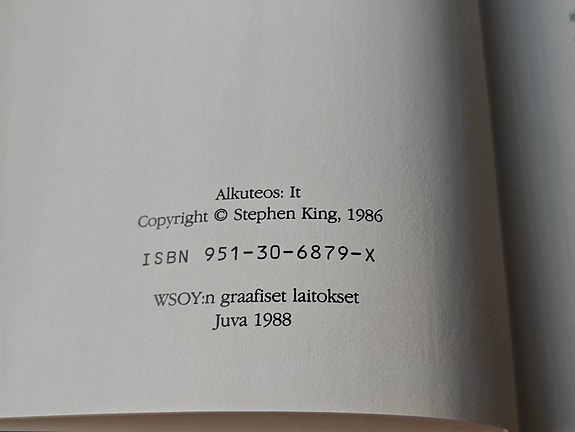 Alkuteos: It
Copyright © Stephen King, 1986
ISBN 951-30-6879-X
WSOY:n graafiset laitokset
Juva 1988